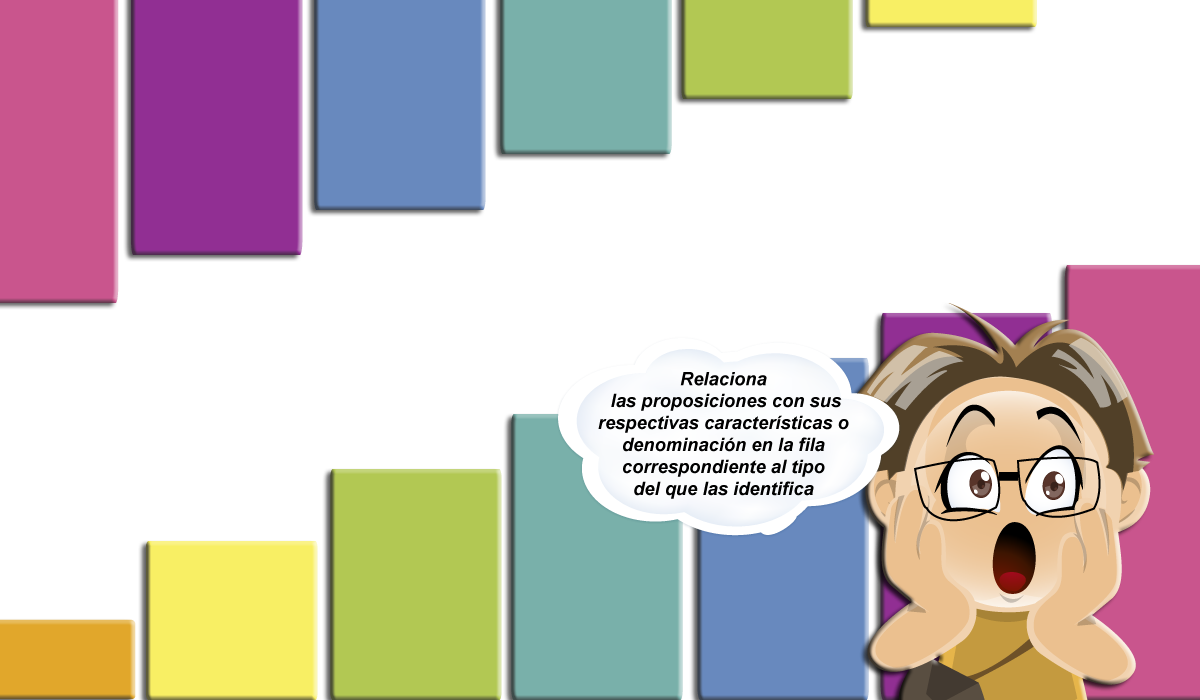 Relaciona
las proposiciones con sus
respectivas características o
denominación en la fila
correspondiente al tipo
del que las identifica